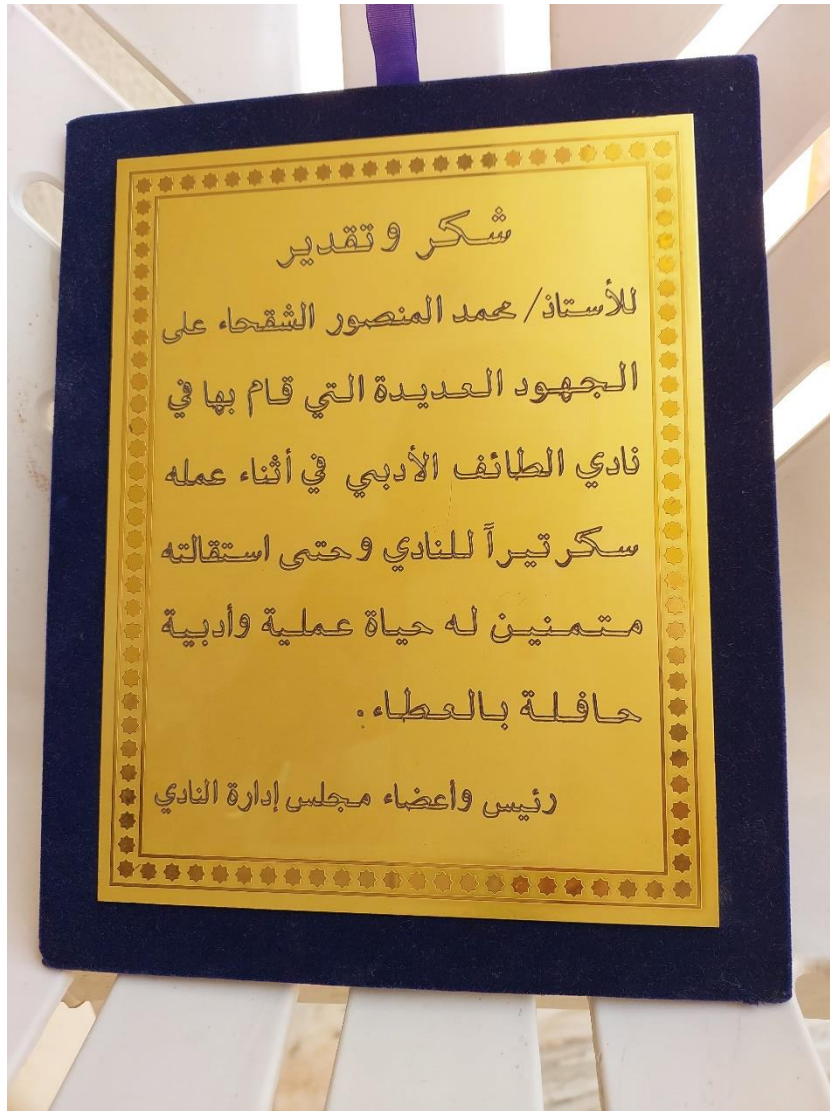 شكر وتقدير
للأستاذ/ محمد المنصور الشقحاء على
الجهود العديدة التي قام بها في
نادي الطائف الأدبي في أثناء عمله
سكرتيراً للنادي وحتى استقالته
متمنين له حياة عملية وأدبية
حافلة بالعطاء.
رئيس وأعضاء مجلس إدارة النادي